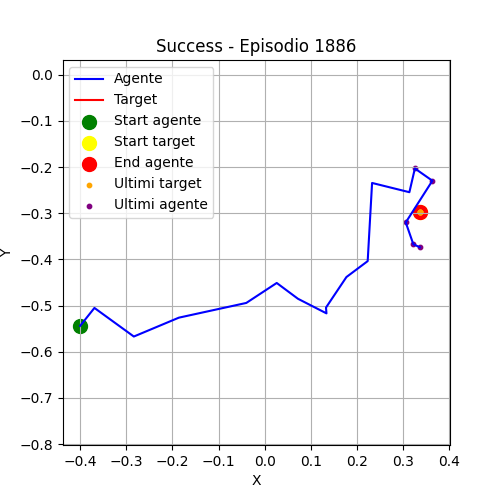 Success - Episodio 1886
Agente
Target
Start agente
Start target
End agente
Ultimi target
Ultimi agente
0.0
−0.1
−0.2
−0.3
−0.4
−0.5
−0.6
−0.7
−0.8
Y
−0.4
−0.3
−0.2
−0.1
0.0
0.1
0.2
0.3
0.4
X